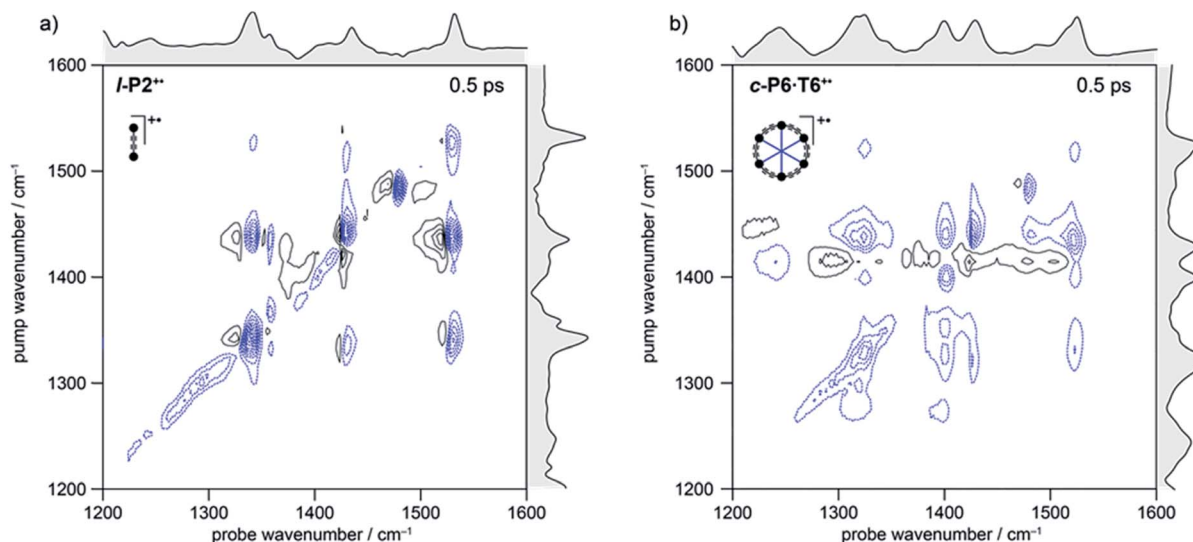 a)
b)
l-P2+•
0.5 ps
+•
c-P6·T6+•
0.5 ps
+•
1600
1500
1400
1300
1200
pump wavenumber / cm⁻¹
1200 1300 1400 1500 1600
probe wavenumber / cm⁻¹
1600
1500
1400
1300
1200
pump wavenumber / cm⁻¹
1200 1300 1400 1500 1600
probe wavenumber / cm⁻¹